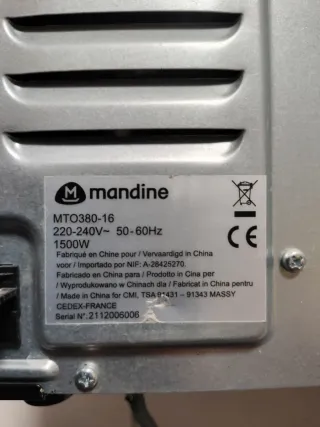 M mandine
MTO380-16
220-240V~ 50-60Hz
1500W
Fabriqué en Chine pour / Vervaardigd in China
voor / Importado por NIF: A-28425270.
Fabricado en China para / Prodotto in Cina per
/ Wyprodukowano w Chinach dla / Fabricat in China pentru
/ Made in China for CMI, TSA 91431 – 91343 MASSY
CEDEX-FRANCE
Serial N°: 2112006006
CE